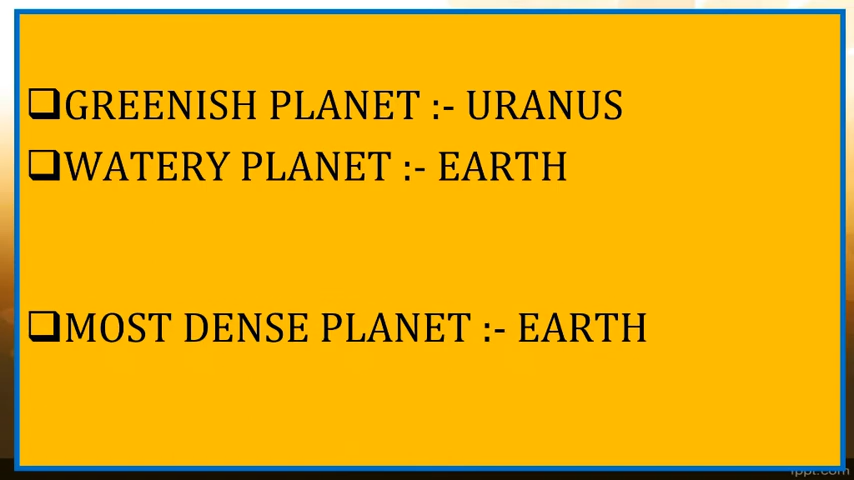 ❑GREENISH PLANET :- URANUS
❑WATERY PLANET :- EARTH
❑MOST DENSE PLANET :- EARTH
fppt.com